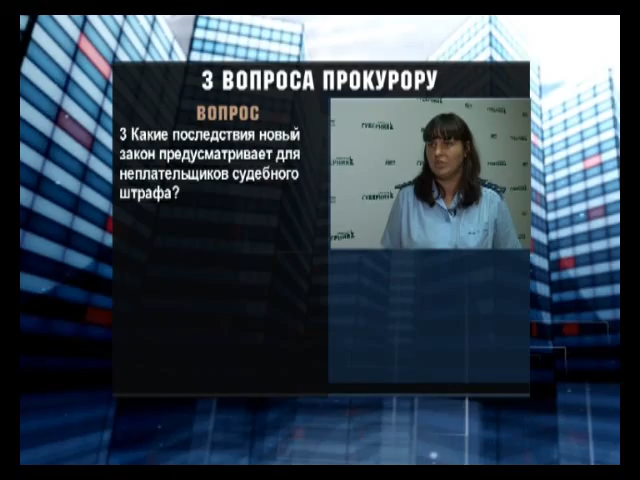 3 ВОПРОСА ПРОКУРОРУ
ВОПРОС
3 Какие последствия новый
закон предусматривает для
неплательщиков судебного
штрафа?